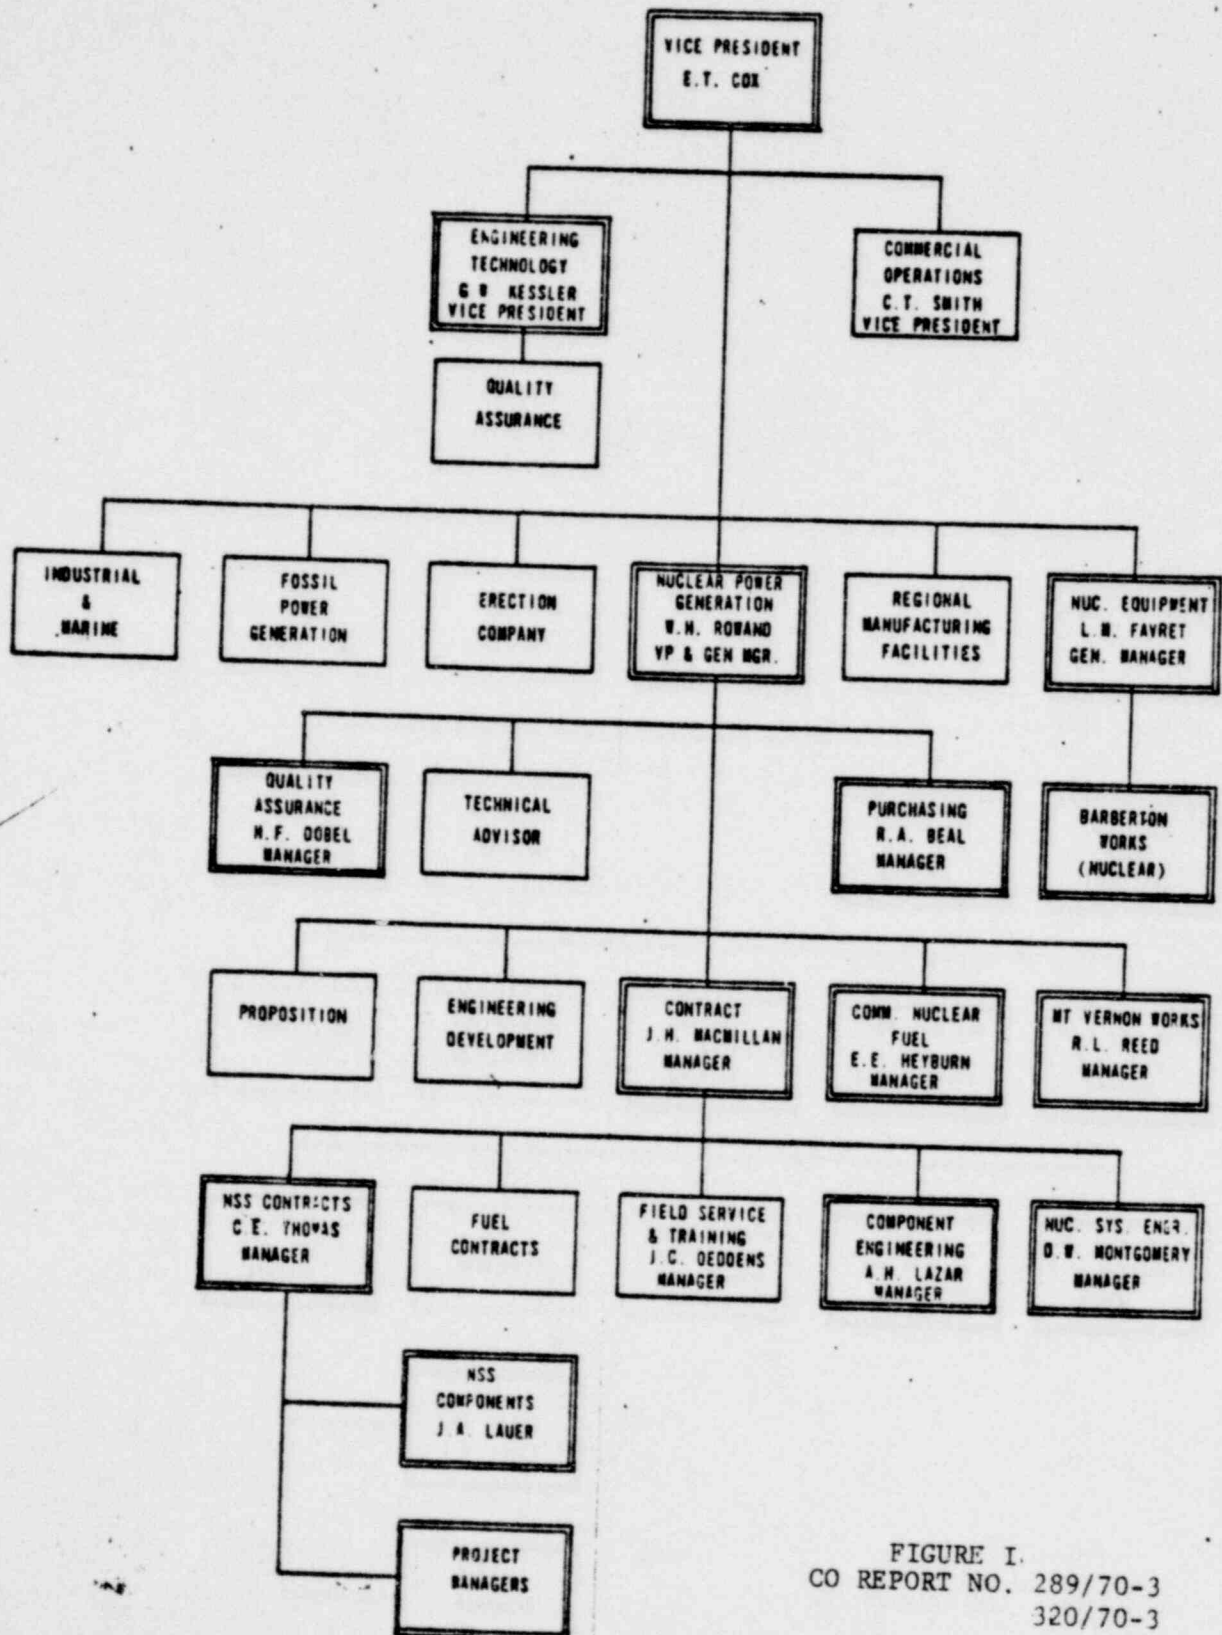 VICE PRESIDENT
E.T. COX
ENGINEERING
TECHNOLOGY
G W KESSLER
VICE PRESIDENT
COMMERCIAL
OPERATIONS
C.T. SMITH
VICE PRESIDENT
QUALITY
ASSURANCE
INDUSTRIAL
&
MARINE
FOSSIL
POWER
GENERATION
ERECTION
COMPANY
NUCLEAR POWER
GENERATION
W.H. ROWAND
VP & GEN MGR.
REGIONAL
MANUFACTURING
FACILITIES
NUC. EQUIPMENT
L.M. FAVRET
GEN. MANAGER
QUALITY
ASSURANCE
N.F. DOBEL
MANAGER
TECHNICAL
ADVISOR
PURCHASING
R.A. BEAL
MANAGER
BARBERTON
WORKS
(NUCLEAR)
PROPOSITION
ENGINEERING
DEVELOPMENT
CONTRACT
J.H. MACMILLAN
MANAGER
COMM. NUCLEAR
FUEL
E.E. HEYBURN
MANAGER
MT VERNON WORKS
R.L. REED
MANAGER
NSS CONTRACTS
C.E. THOMAS
MANAGER
FUEL
CONTRACTS
FIELD SERVICE
& TRAINING
J.C. DEDDENS
MANAGER
COMPONENT
ENGINEERING
A.H. LAZAR
MANAGER
NUC. SYS. ENGR.
D.W. MONTGOMERY
MANAGER
NSS
COMPONENTS
J.A. LAUER
PROJECT
MANAGERS
FIGURE I.
CO REPORT NO. 289/70-3
320/70-3